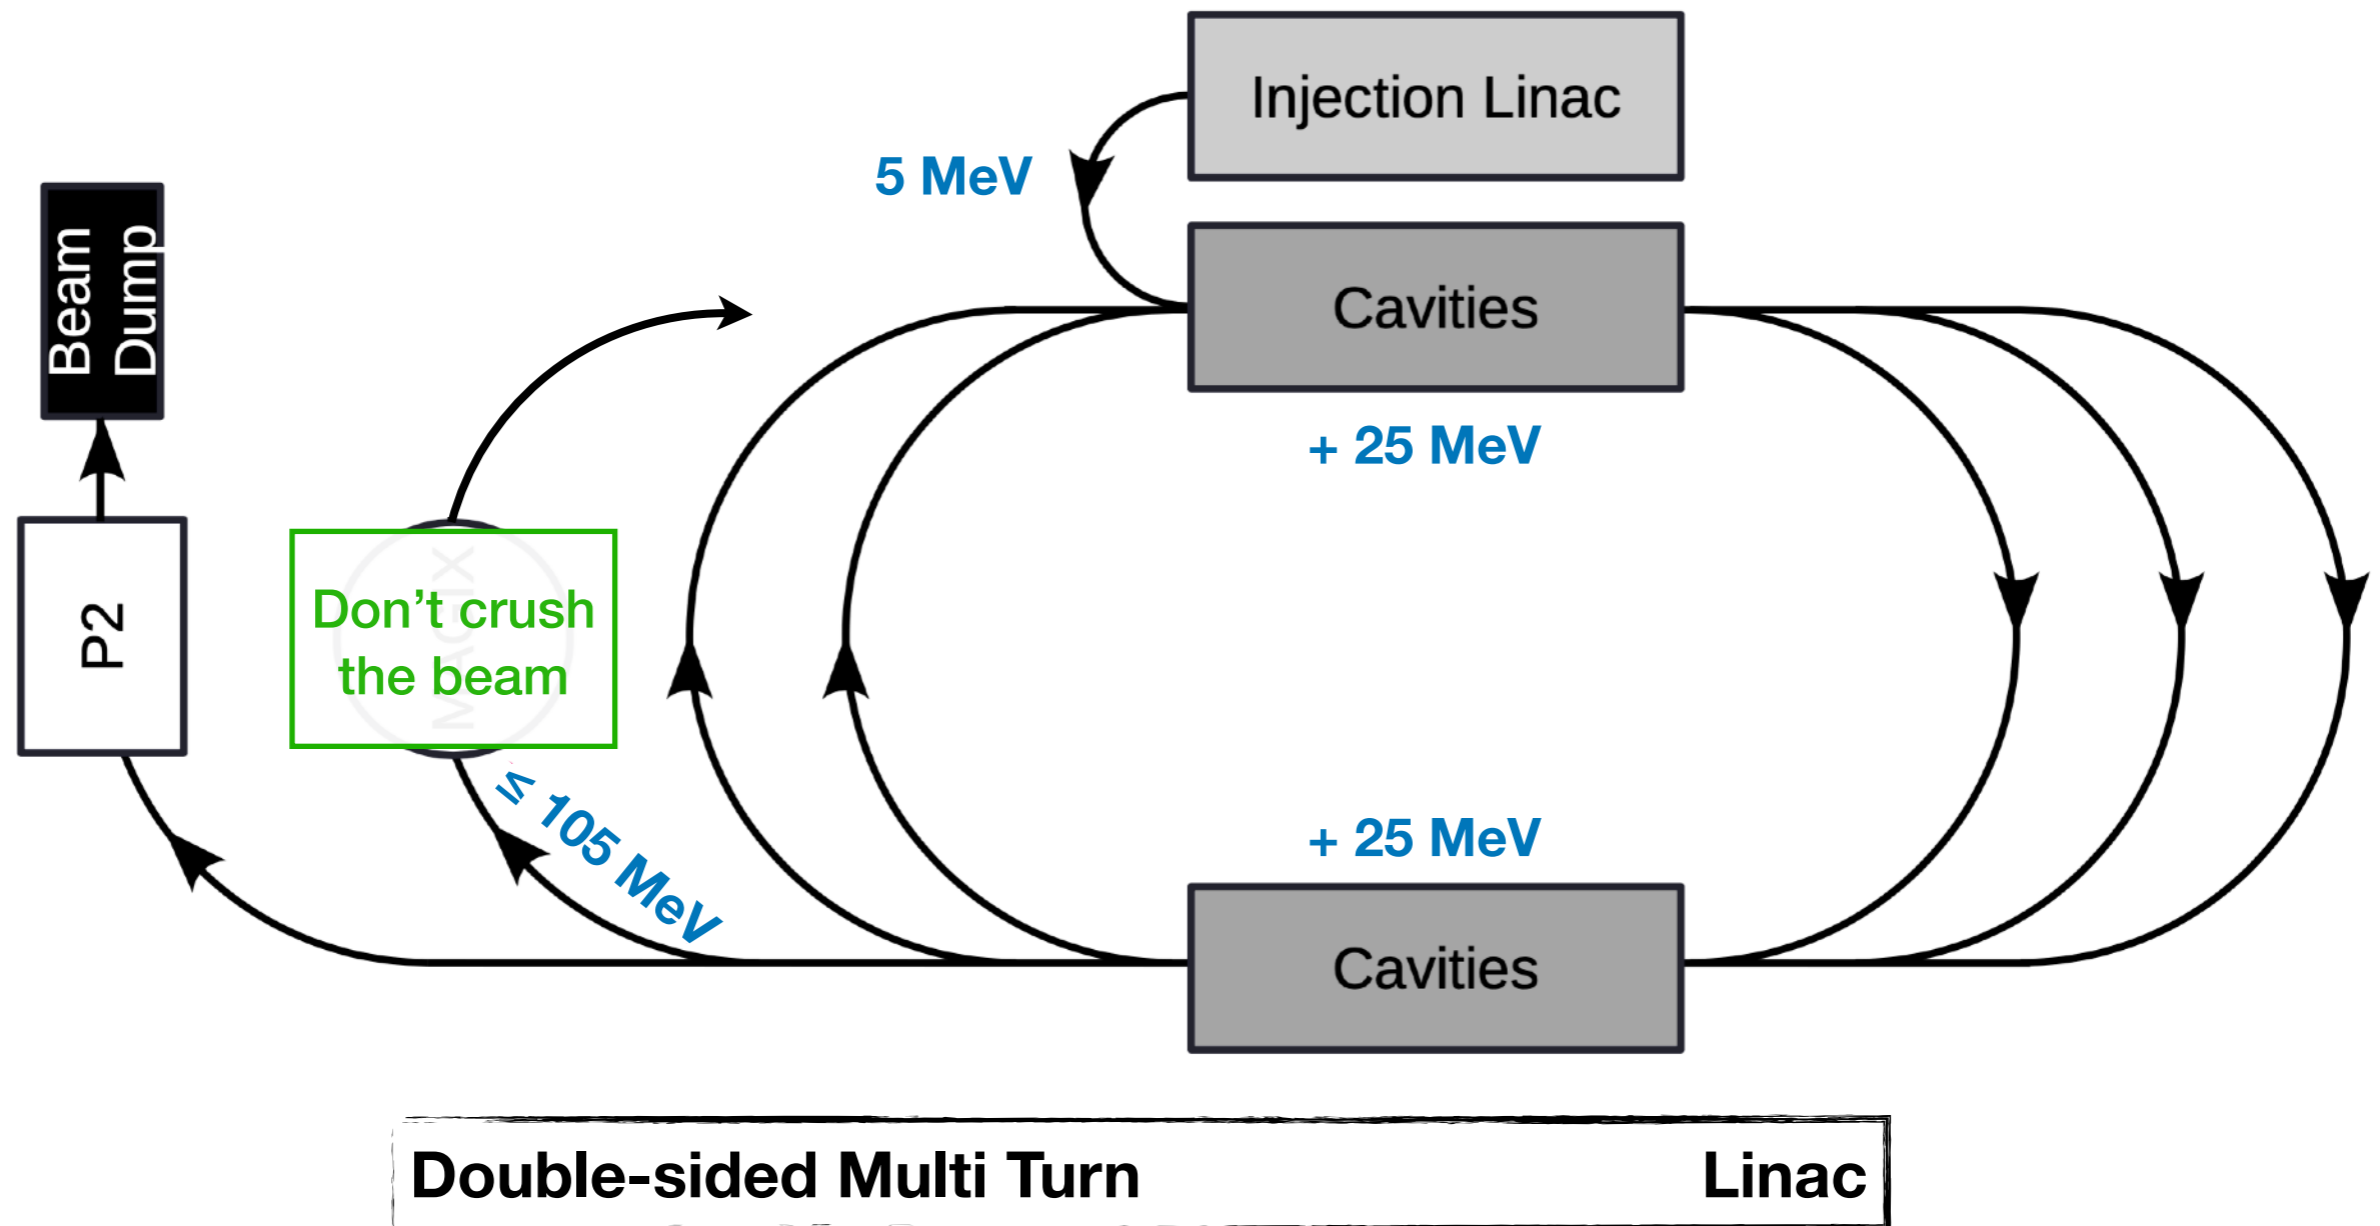 Injection Linac
5 MeV
Cavities
+ 25 MeV
Beam
Dump
P2
MAGIX
Don't crush
the beam
≤ 105 MeV
+ 25 MeV
Cavities
Double-sided Multi Turn Linac